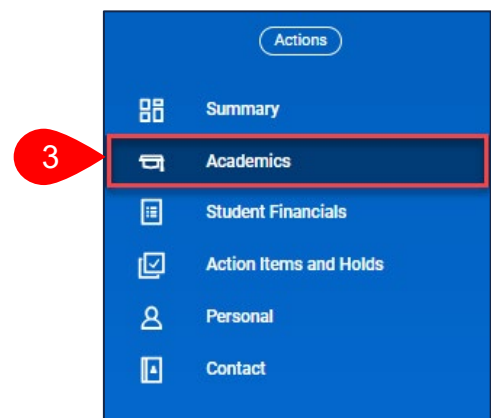 Actions
Summary
3
Academics
Student Financials
Action Items and Holds
Personal
Contact